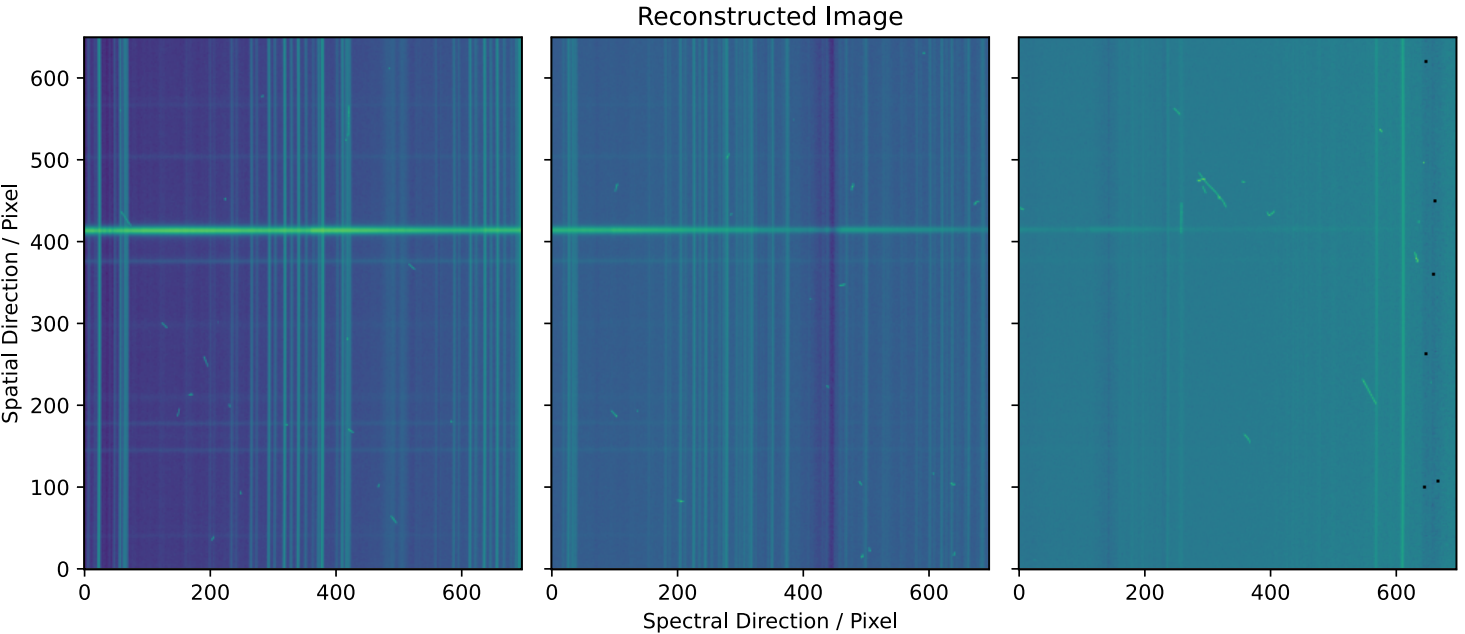 Reconstructed Image
600
500
400
300
200
100
0
Spatial Direction / Pixel
0 200 400 600
0 200 400 600
0 200 400 600
Spectral Direction / Pixel